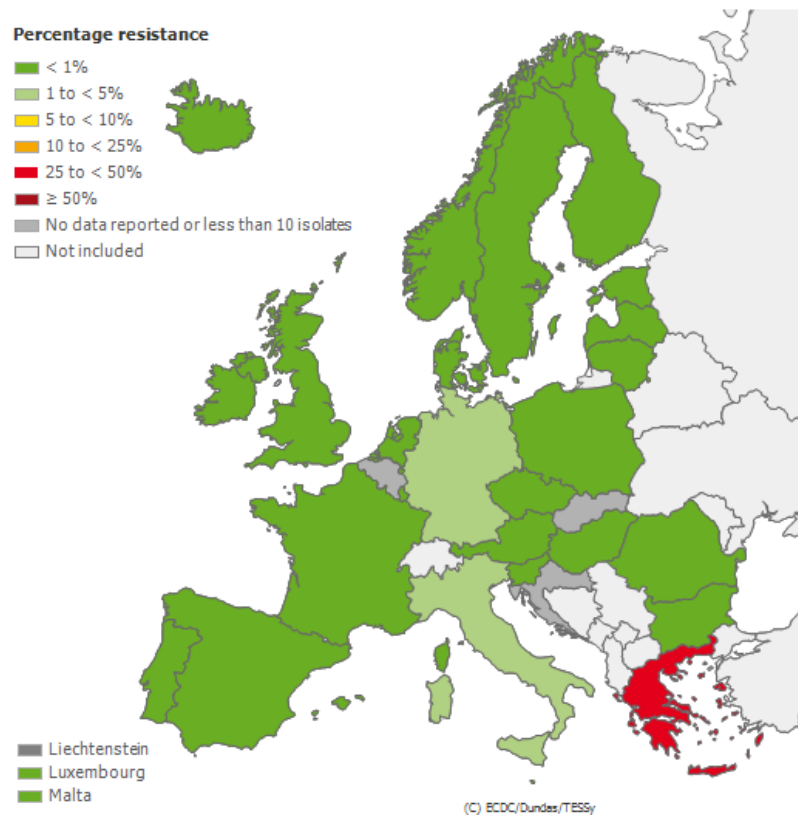 Percentage resistance
< 1%
1 to < 5%
5 to < 10%
10 to < 25%
25 to < 50%
≥ 50%
No data reported or less than 10 isolates
Not included
Liechtenstein
Luxembourg
Malta
(C) ECDC/Dundas/TESSy